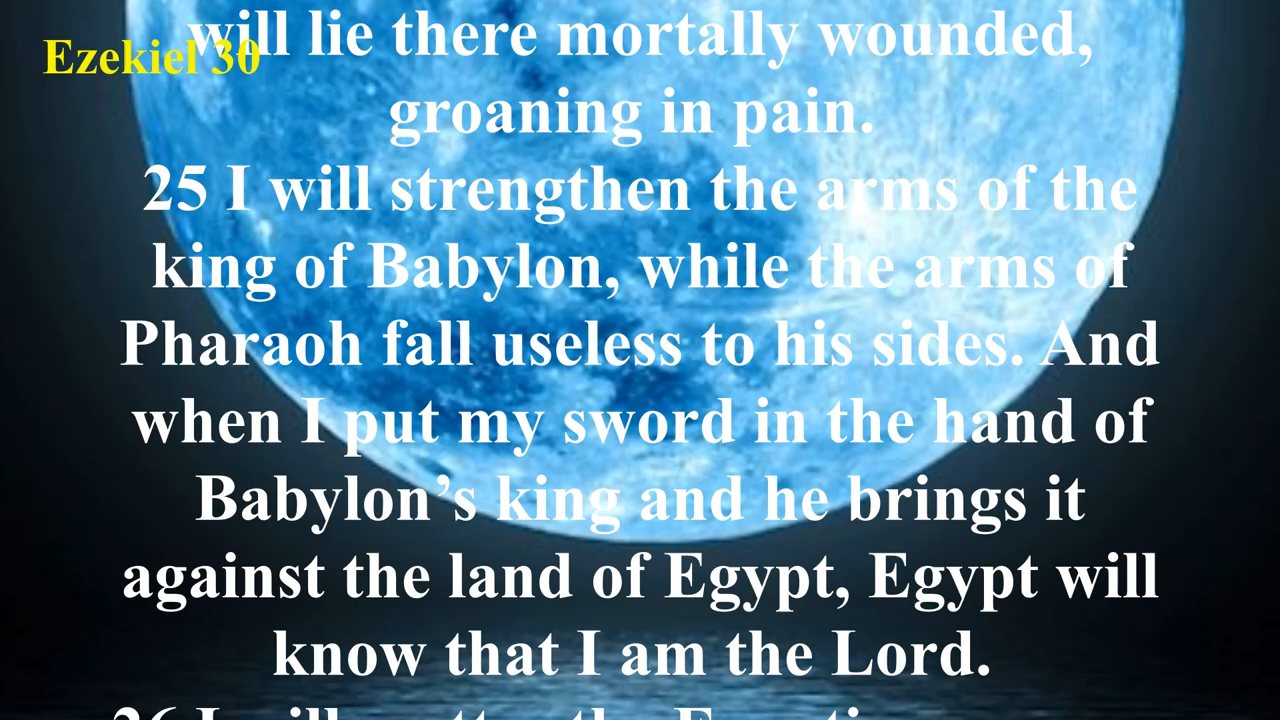 Ezekiel 30
will lie there mortally wounded,
groaning in pain.
25 I will strengthen the arms of the
king of Babylon, while the arms of
Pharaoh fall useless to his sides. And
when I put my sword in the hand of
Babylon’s king and he brings it
against the land of Egypt, Egypt will
know that I am the Lord.
26 I will the